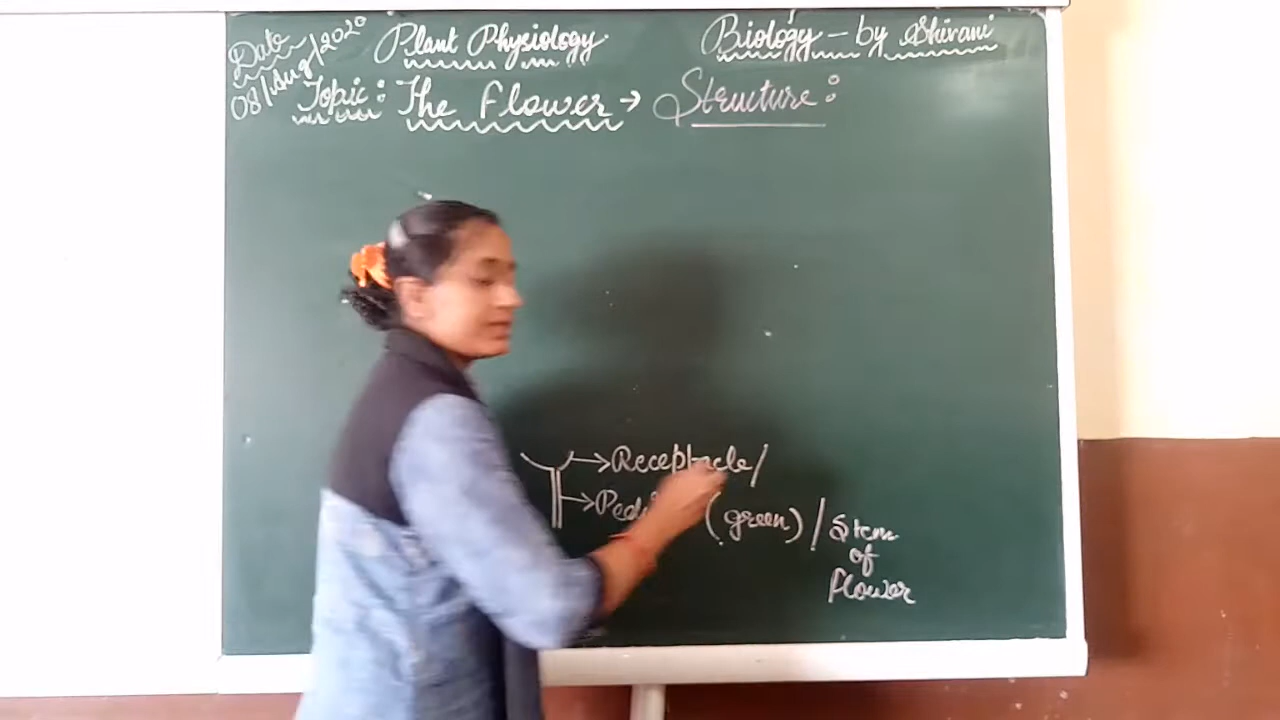 Date
08/Aug/2020
Plant Physiology
Biology - by Shivani
Topic: The Flower → Structure:
→ Receptacle/
→ (green) / Stem
of
flower